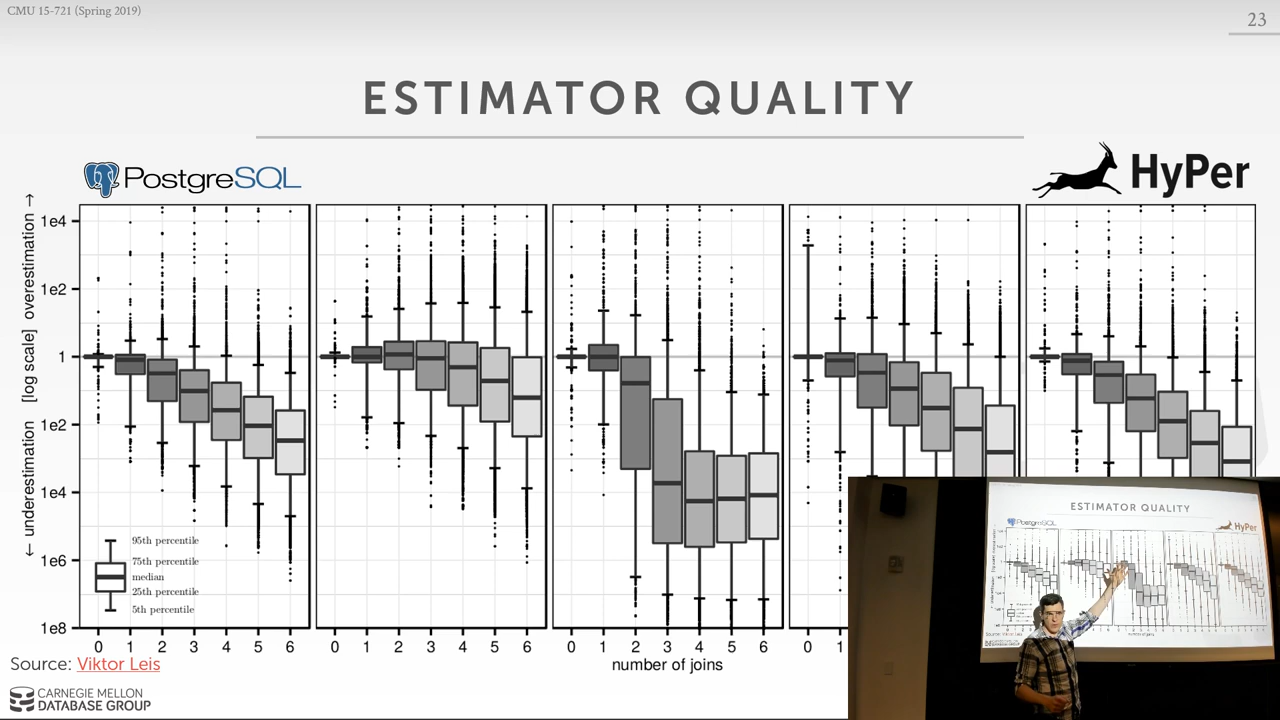 CMU 15-721 (Spring 2019)
23
ESTIMATOR QUALITY
PostgreSQL
HyPer
← underestimation [log scale] overestimation →
1e4
1e2
1
1e2
1e4
1e6
1e8
95th percentile
75th percentile
median
25th percentile
5th percentile
0 1 2 3 4 5 6
0 1 2 3 4 5 6
0 1 2 3 4 5 6
0 1
number of joins
Source: Viktor Leis
CARNEGIE MELLON
DATABASE GROUP
ESTIMATOR QUALITY
PostgreSQL
HyPer